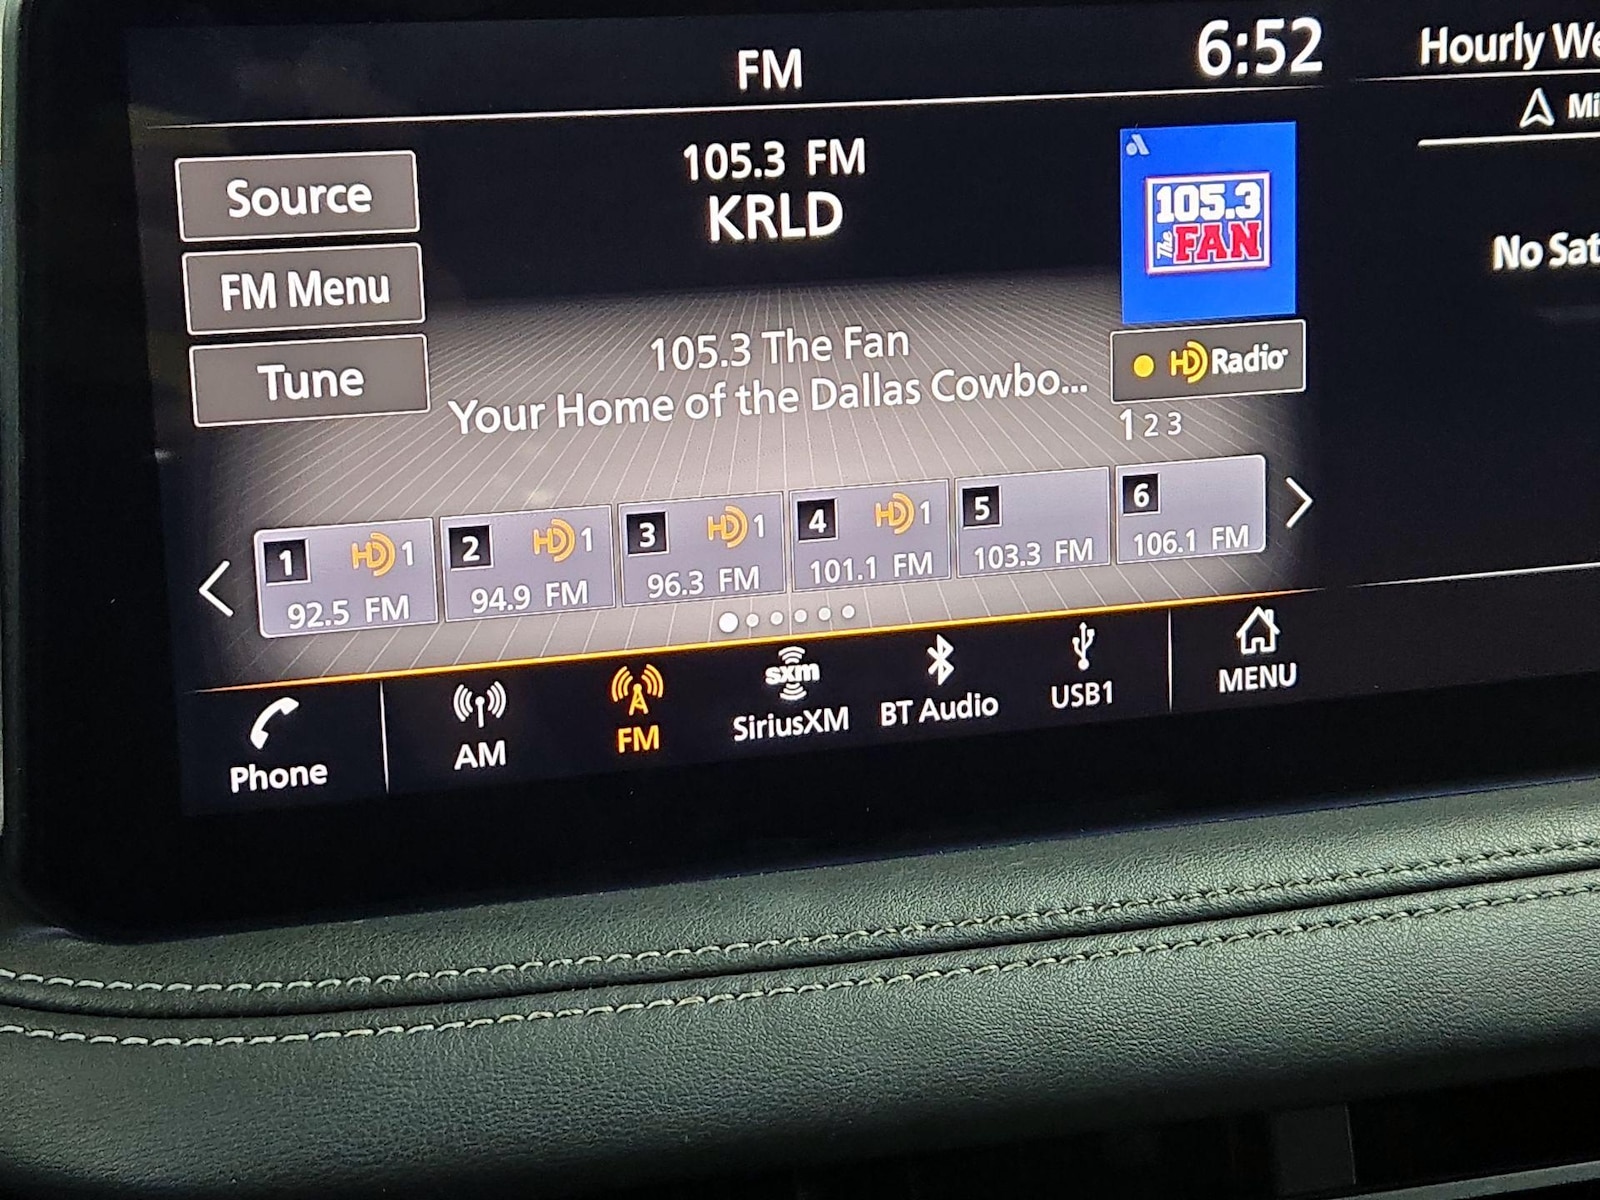 FM
6:52
Hourly We
Mi
Source
FM Menu
Tune
105.3 FM
KRLD
105.3
The
FAN
No Sat
105.3 The Fan
Your Home of the Dallas Cowbo...
HD Radio
1 2 3
1 HD 1
92.5 FM
2 HD 1
94.9 FM
3 HD 1
96.3 FM
4 HD 1
101.1 FM
5
103.3 FM
6
106.1 FM
Phone
AM
FM
sxm
SiriusXM
BT Audio
USB1
MENU